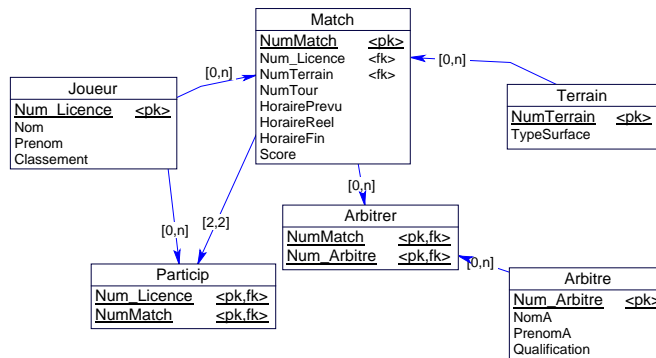 Match
NumMatch <pk>
Num_Licence <fk>
NumTerrain <fk>
NumTour
HorairePrevu
HoraireReel
HoraireFin
Score
[0,n]
[0,n]
Joueur
Num_Licence <pk>
Nom
Prenom
Classement
Terrain
NumTerrain <pk>
TypeSurface
[0,n]
[2,2]
[0,n]
Arbitrer
NumMatch <pk,fk>
Num_Arbitre <pk,fk>
[0,n]
Particip
Num_Licence <pk,fk>
NumMatch <pk,fk>
Arbitre
Num_Arbitre <pk>
NomA
PrenomA
Qualification